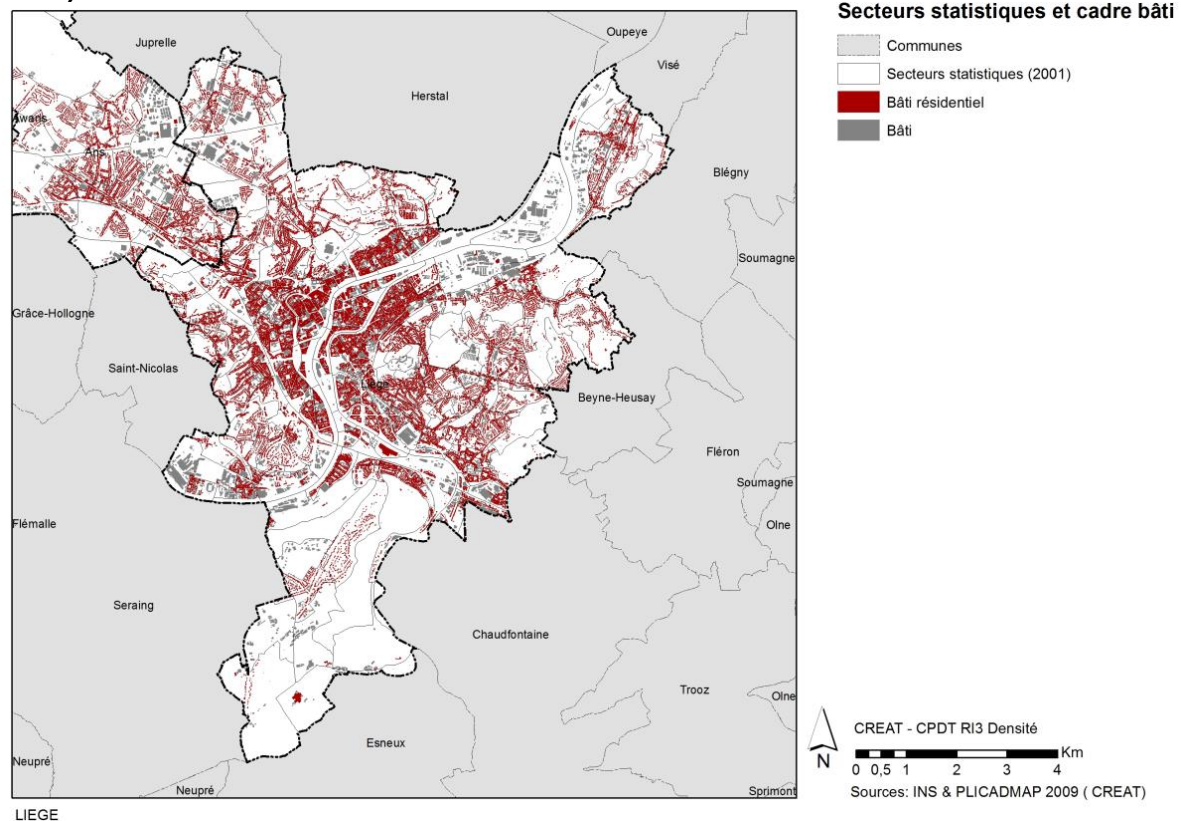 Secteurs statistiques et cadre bâti
Communes
Secteurs statistiques (2001)
Bâti résidentiel
Bâti
Juprelle
Oupeye
Visé
Herstal
Awans
Ans
Blégny
Soumagne
Grâce-Hollogne
Saint-Nicolas
Liège
Beyne-Heusay
Fléron
Soumagne
Flémalle
Olne
Seraing
Chaudfontaine
Trooz
Olne
Esneux
Neupré
Neupré
Sprimont
CREAT - CPDT RI3 Densité
N
Km
0 0,5 1 2 3 4
Sources: INS & PLICADMAP 2009 ( CREAT)
LIEGE